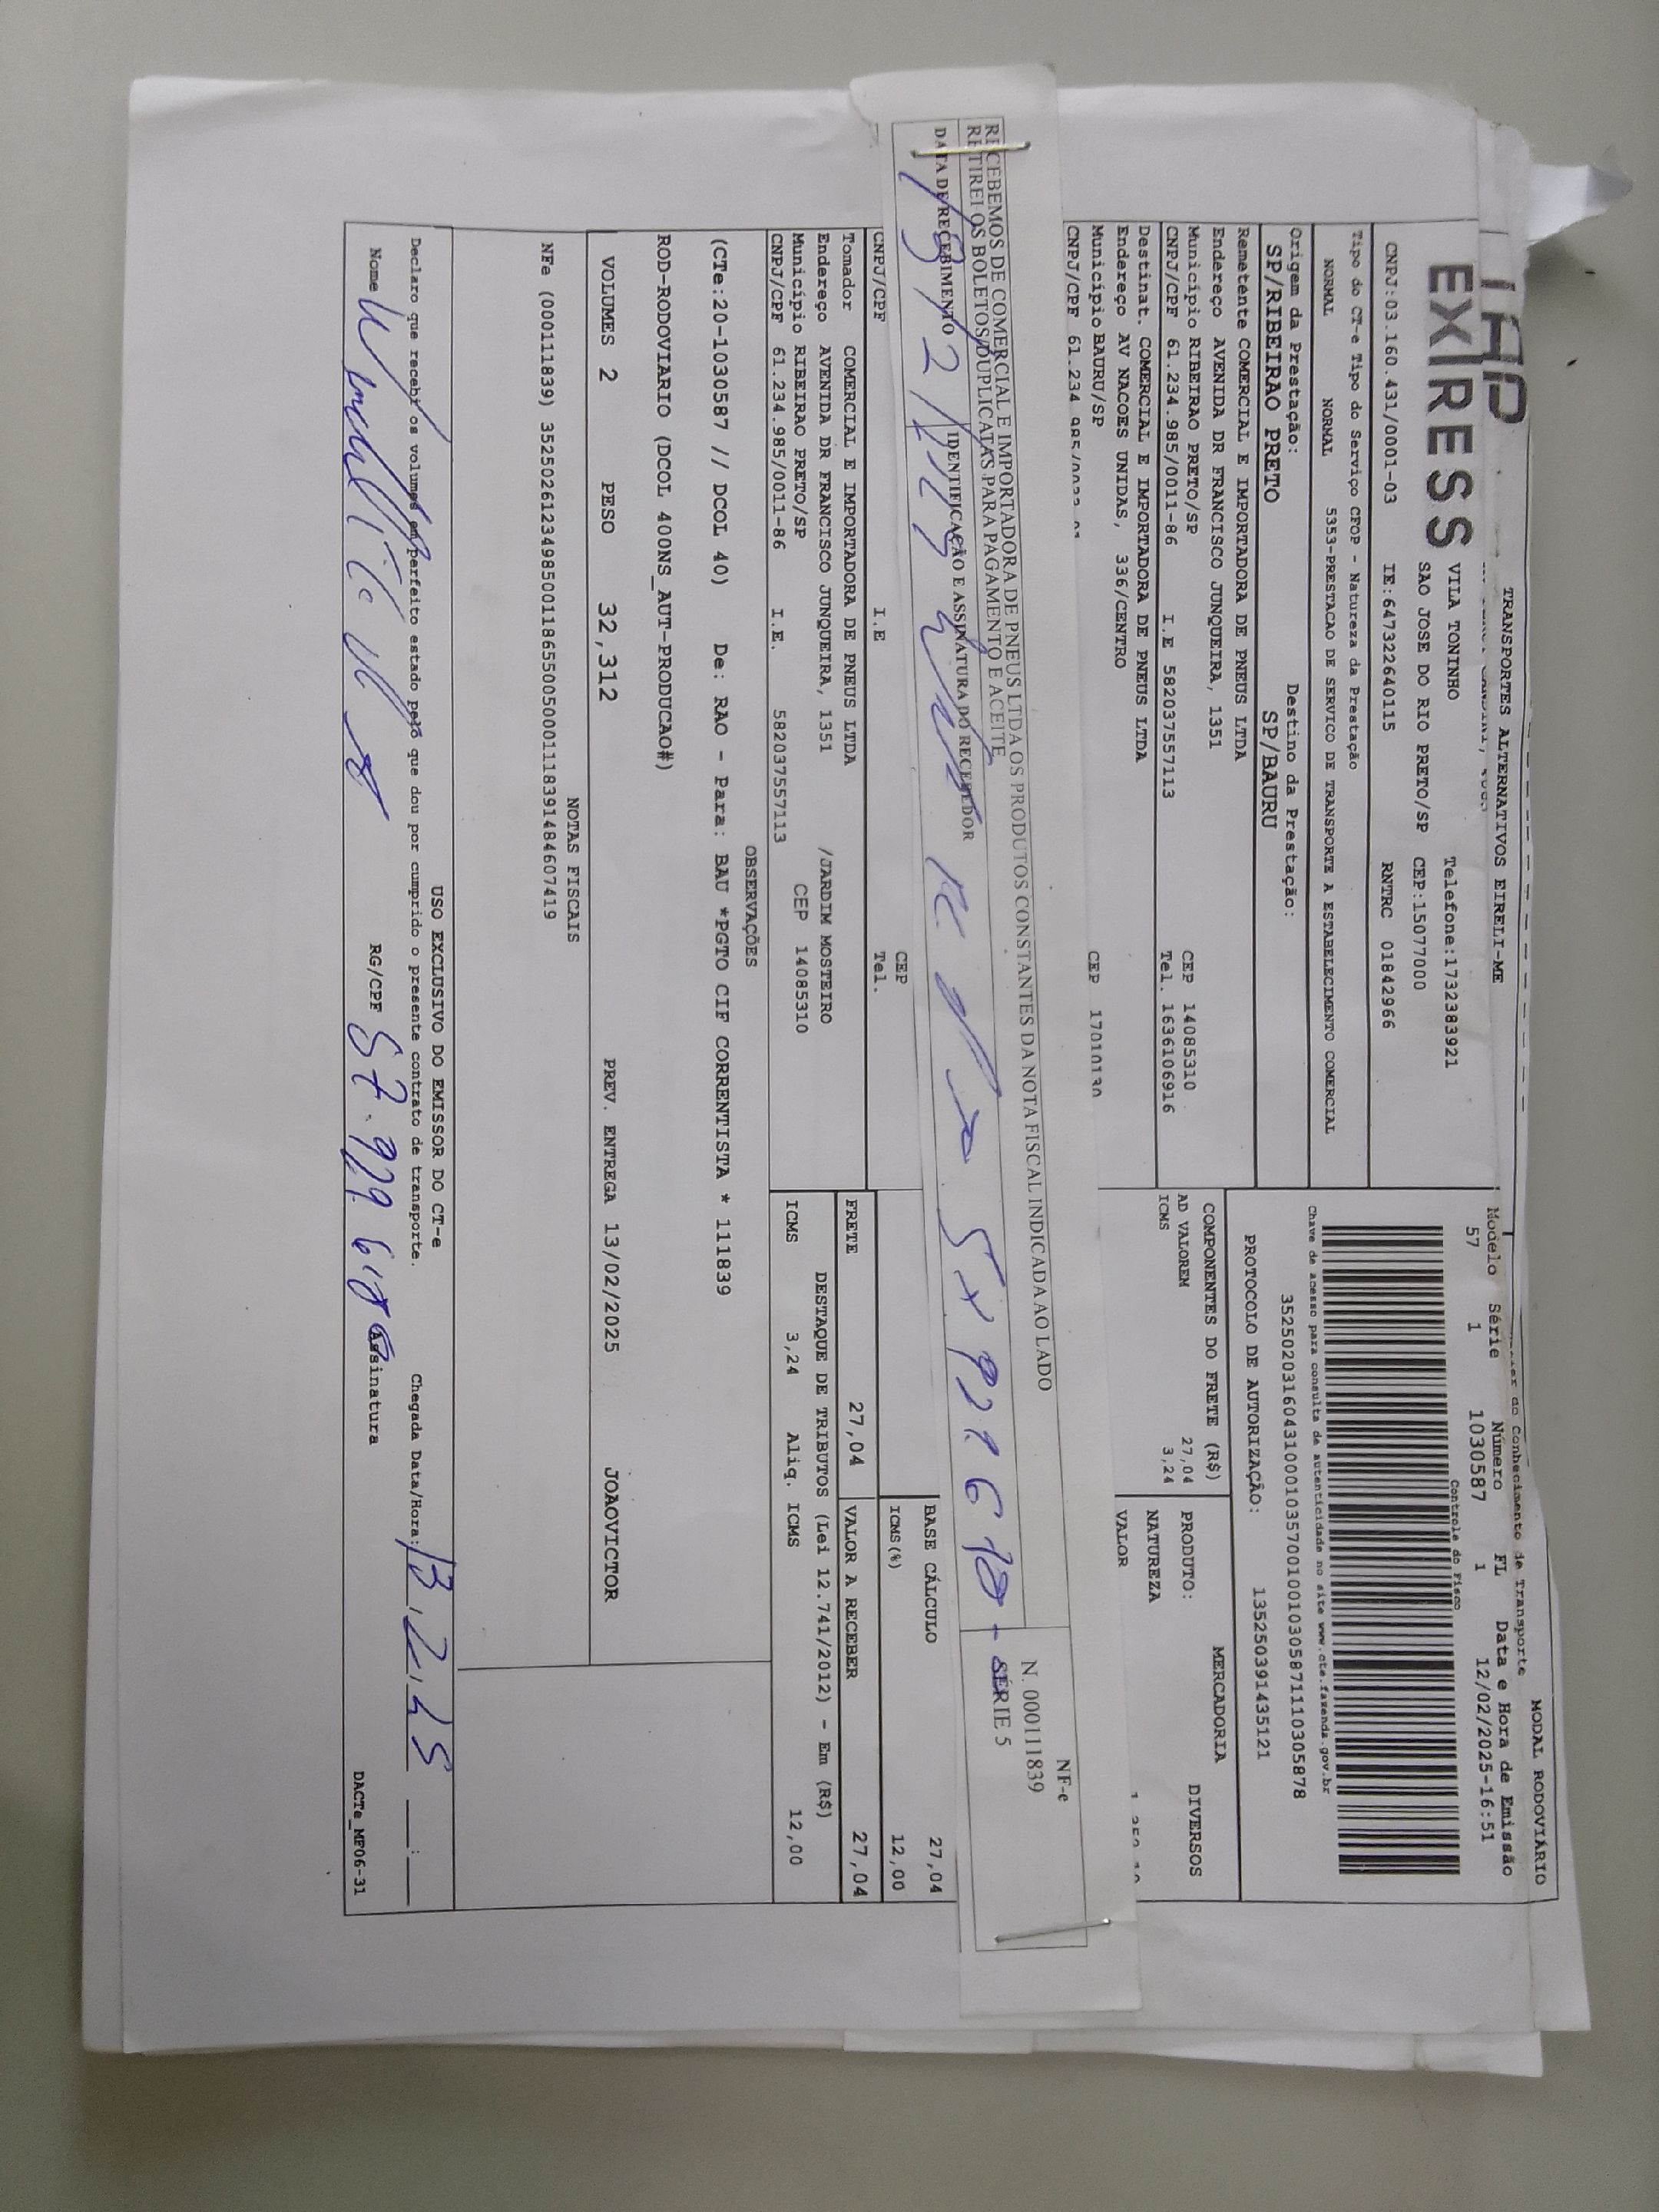 MODAL RODOVIÁRIO
TRANSPORTES ALTERNATIVOS EIRELI-ME
do Conhecimento de Transporte
EXPRESS
VILA TONINHO
Telefone:1732383921
SAO JOSE DO RIO PRETO/SP CEP:15077000
CNPJ:03.160.431/0001-03 IE:647322640115 RNTRC 01842966
Modelo Série Número FL Data e Hora de Emissão
57 1 1030587 1 12/02/2025-16:51
Controle do Fisco
Tipo do CT-e Tipo do Serviço CFOP - Natureza da Prestação
NORMAL NORMAL 5353-PRESTACAO DE SERVICO DE TRANSPORTE A ESTABELECIMENTO COMERCIAL
Chave de acesso para consulta de autenticidade no site www.cte.fazenda.gov.br
35250203160431000103570010010305871110305878
Origem da Prestação: Destino da Prestação:
SP/RIBEIRAO PRETO SP/BAURU
PROTOCOLO DE AUTORIZAÇÃO: 135250391435121
Remetente COMERCIAL E IMPORTADORA DE PNEUS LTDA
Endereço AVENIDA DR FRANCISCO JUNQUEIRA, 1351
Município RIBEIRAO PRETO/SP CEP 14085310
CNPJ/CPF 61.234.985/0011-86 I.E 582037557113 Tel. 1636106916
COMPONENTES DO FRETE (R$)
AD VALOREM 27,04
ICMS 3,24
MERCADORIA
PRODUTO: DIVERSOS
NATUREZA
VALOR
Destinat. COMERCIAL E IMPORTADORA DE PNEUS LTDA
Endereço AV NACOES UNIDAS, 336/CENTRO
Município BAURU/SP CEP 17010130
CNPJ/CPF 61.234
RECEBEMOS DE COMERCIAL E IMPORTADORA DE PNEUS LTDA OS PRODUTOS CONSTANTES DA NOTA FISCAL INDICADA AO LADO
RETIREI OS BOLETOS/DUPLICATAS PARA PAGAMENTO E ACEITE
DATA DE RECEBIMENTO IDENTIFICAÇÃO E ASSINATURA DO RECEBEDOR
NF-e
N. 000111839
SÉRIE 5
CEP
CNPJ/CPF I.E Tel.
BASE CÁLCULO 27,04
ICMS(%) 12,00
Tomador COMERCIAL E IMPORTADORA DE PNEUS LTDA
Endereço AVENIDA DR FRANCISCO JUNQUEIRA, 1351 /JARDIM MOSTEIRO
Município RIBEIRAO PRETO/SP CEP 14085310
CNPJ/CPF 61.234.985/0011-86 I.E. 582037557113
FRETE 27,04 VALOR A RECEBER 27,04
DESTAQUE DE TRIBUTOS (Lei 12.741/2012) - Em (R$)
ICMS 3,24 Aliq. ICMS 12,00
OBSERVAÇÕES
(CTe:20-1030587 // DCOL 40) De: RAO - Para: BAU *PGTO CIF CORRENTISTA * 111839
ROD-RODOVIARIO (DCOL 400NS_AUT-PRODUCAO#)
VOLUMES 2 PESO 32,312 PREV. ENTREGA 13/02/2025 JOAOVICTOR
NOTAS FISCAIS
NFe (000111839) 35250261234985001186550050001118391484607419
USO EXCLUSIVO DO EMISSOR DO CT-e
Declaro que recebi os volumes em perfeito estado pelo que dou por cumprido o presente contrato de transporte. Chegada Data/Hora: 13.2.25
Nome RG/CPF Assinatura
DACTe_MF06-31